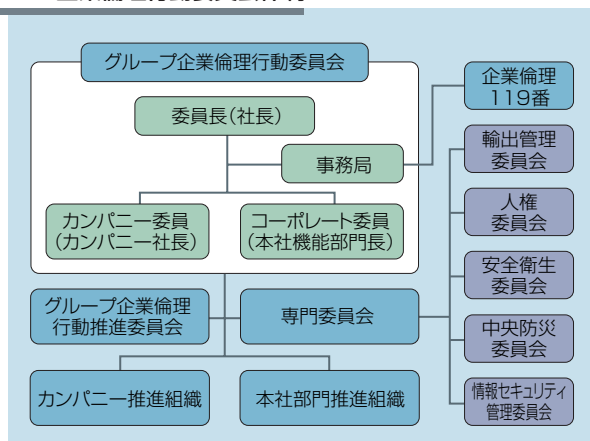 グループ企業倫理行動委員会
委員長（社長）
事務局
カンパニー委員
（カンパニー社長）
コーポレート委員
（本社機能部門長）
企業倫理
119番
輸出管理
委員会
人権
委員会
安全衛生
委員会
中央防災
委員会
情報セキュリティ
管理委員会
グループ企業倫理
行動推進委員会
専門委員会
カンパニー推進組織
本社部門推進組織